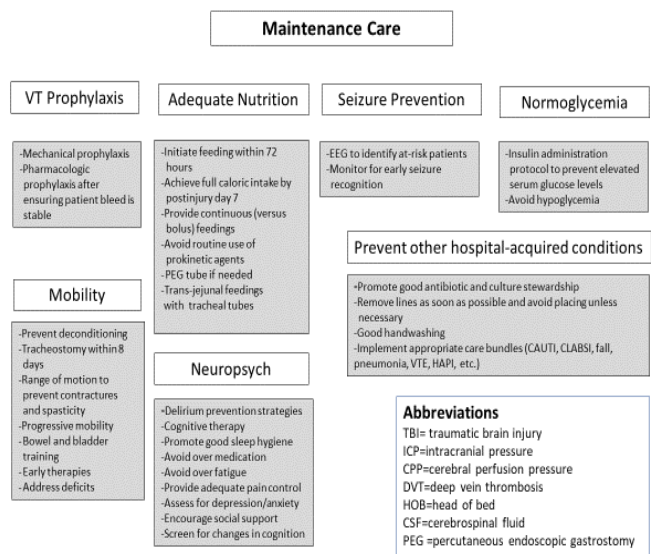 Maintenance Care
VT Prophylaxis
-Mechanical prophylaxis
-Pharmacologic
prophylaxis after
ensuring patient bleed is
stable
Adequate Nutrition
-Initiate feeding within 72
hours
-Achieve full caloric intake by
postinjury day 7
-Provide continuous (versus
bolus) feedings
-Avoid routine use of
prokinetic agents
-PEG tube if needed
-Trans-jejunal feedings
with tracheal tubes
Seizure Prevention
-EEG to identify at-risk patients
-Monitor for early seizure
recognition
Normoglycemia
-Insulin administration
protocol to prevent elevated
serum glucose levels
-Avoid hypoglycemia
Prevent other hospital-acquired conditions
-Promote good antibiotic and culture stewardship
-Remove lines as soon as possible and avoid placing unless
necessary
-Good handwashing
-Implement appropriate care bundles (CAUTI, CLABSI, fall,
pneumonia, VTE, HAPI, etc.)
Mobility
-Prevent deconditioning
-Tracheostomy within 8
days
-Range of motion to
prevent contractures
and spasticity
-Progressive mobility
-Bowel and bladder
training
-Early therapies
-Address deficits
Neuropsych
-Delirium prevention strategies
-Cognitive therapy
-Promote good sleep hygiene
-Avoid over medication
-Avoid over fatigue
-Provide adequate pain control
-Assess for depression/anxiety
-Encourage social support
-Screen for changes in cognition
Abbreviations
TBI= traumatic brain injury
ICP=intracranial pressure
CPP=cerebral perfusion pressure
DVT=deep vein thrombosis
HOB=head of bed
CSF=cerebrospinal fluid
PEG =percutaneous endoscopic gastrostomy